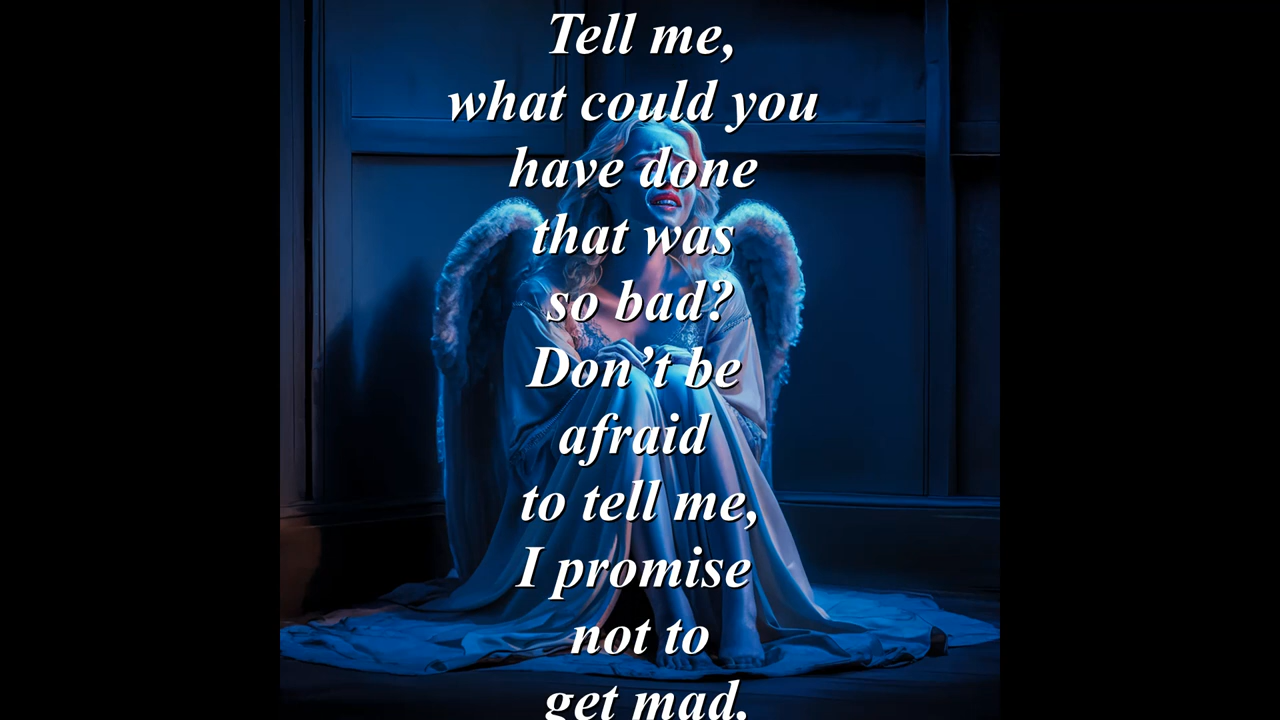 Tell me,
what could you
have done
that was
so bad?
Don’t be
afraid
to tell me,
I promise
not to
get mad.